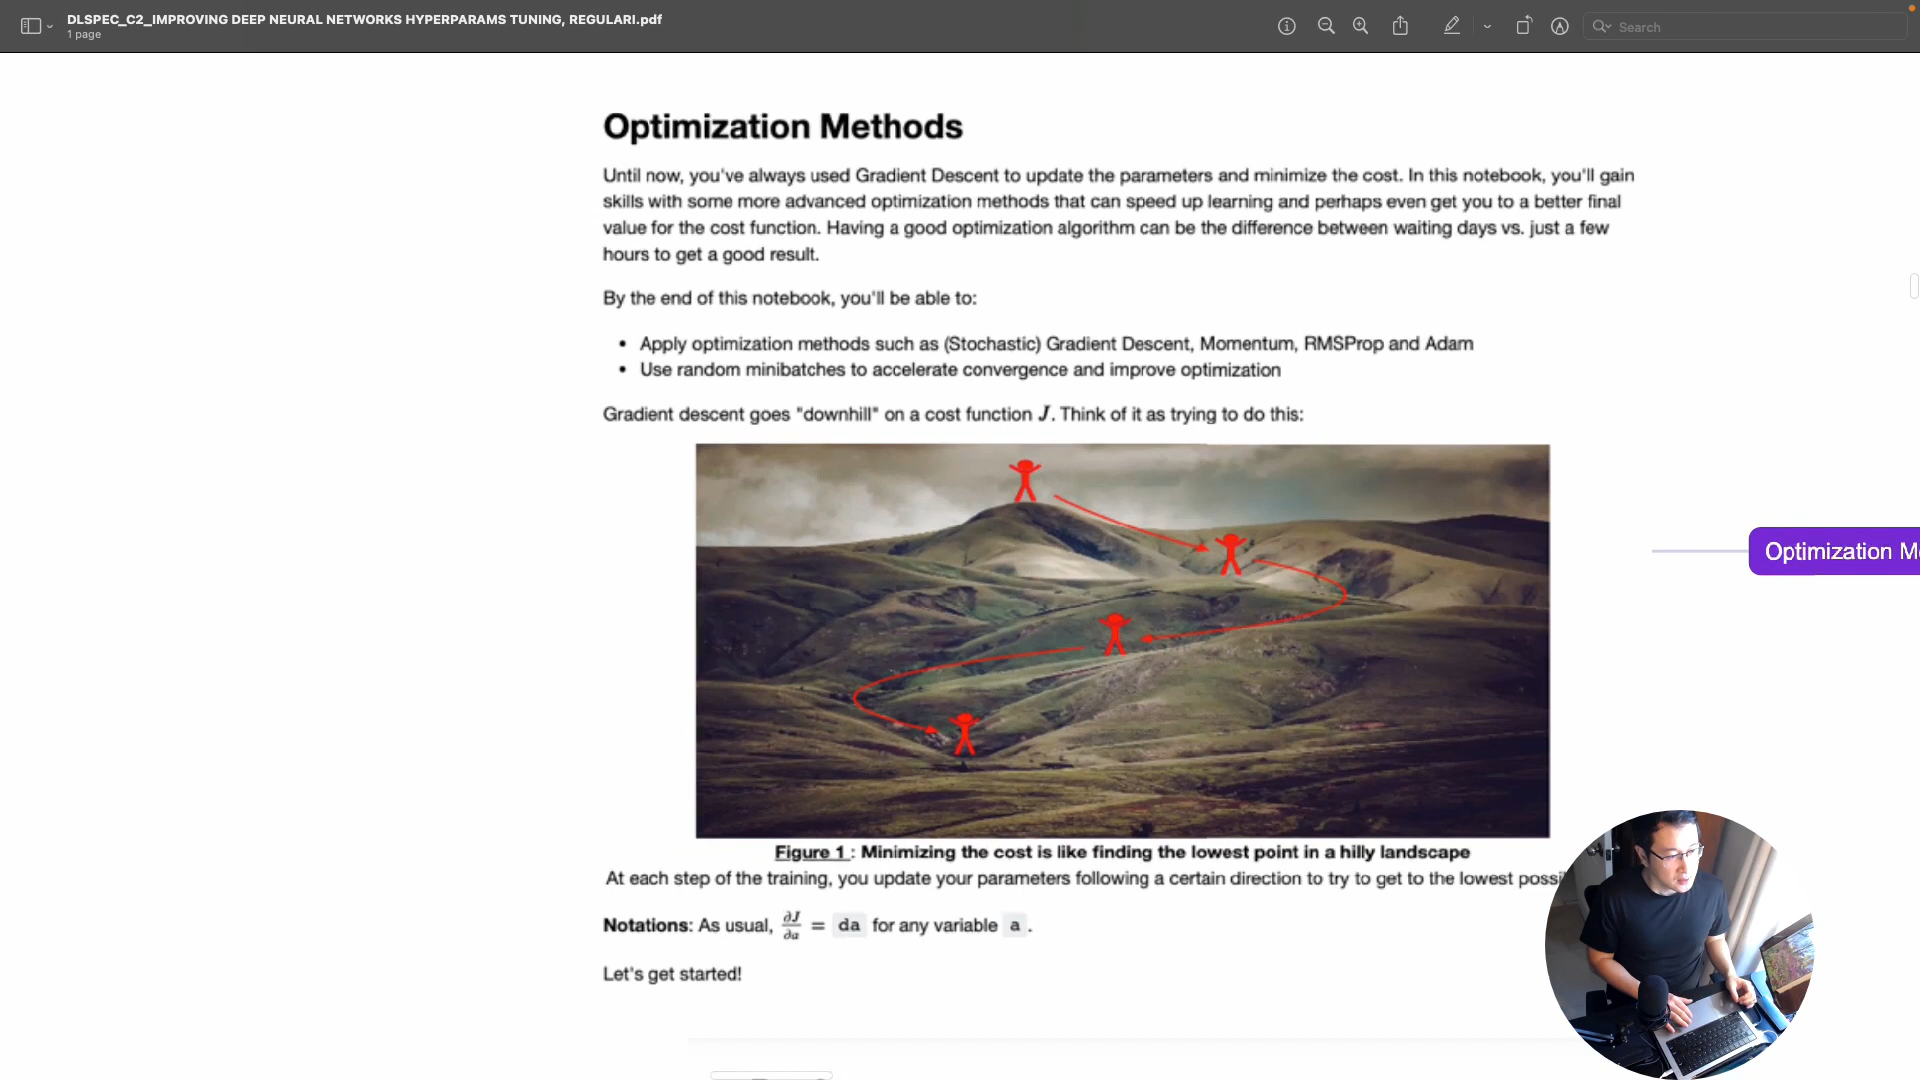 DLSPEC_C2_IMPROVING DEEP NEURAL NETWORKS HYPERPARAMS TUNING, REGULARI.pdf
1 page
Search
Optimization Methods
Until now, you've always used Gradient Descent to update the parameters and minimize the cost. In this notebook, you'll gain
skills with some more advanced optimization methods that can speed up learning and perhaps even get you to a better final
value for the cost function. Having a good optimization algorithm can be the difference between waiting days vs. just a few
hours to get a good result.
By the end of this notebook, you'll be able to:
• Apply optimization methods such as (Stochastic) Gradient Descent, Momentum, RMSProp and Adam
• Use random minibatches to accelerate convergence and improve optimization
Gradient descent goes "downhill" on a cost function J. Think of it as trying to do this:
Optimization M
Figure 1 : Minimizing the cost is like finding the lowest point in a hilly landscape
At each step of the training, you update your parameters following a certain direction to try to get to the lowest possi
Notations: As usual, ∂J/∂a = da for any variable a .
Let's get started!